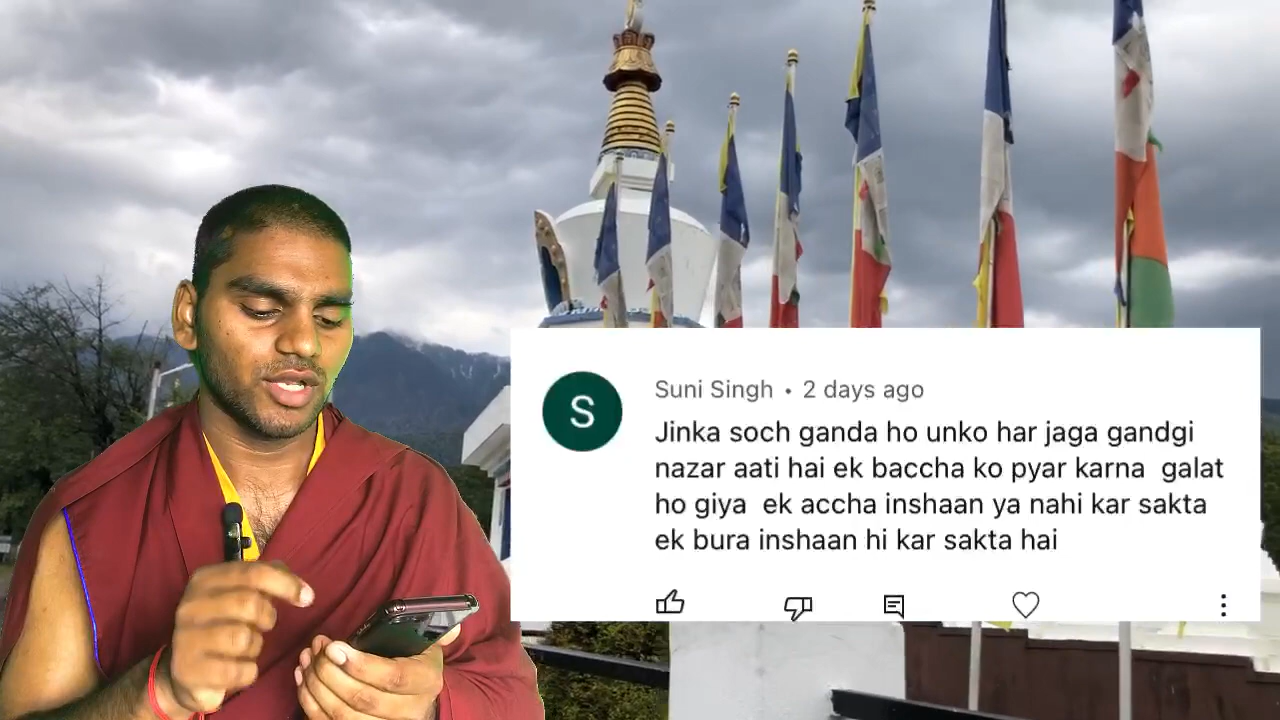 S
Suni Singh • 2 days ago
Jinka soch ganda ho unko har jaga gandgi
nazar aati hai ek baccha ko pyar karna galat
ho giya ek accha inshaan ya nahi kar sakta
ek bura inshaan hi kar sakta hai